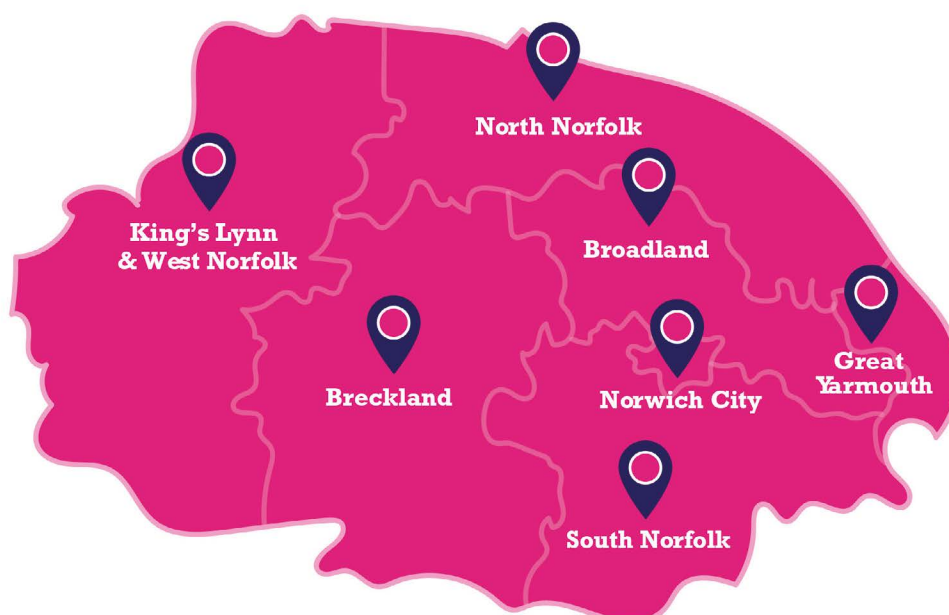 North Norfolk
King’s Lynn
& West Norfolk
Broadland
Great
Yarmouth
Breckland
Norwich City
South Norfolk